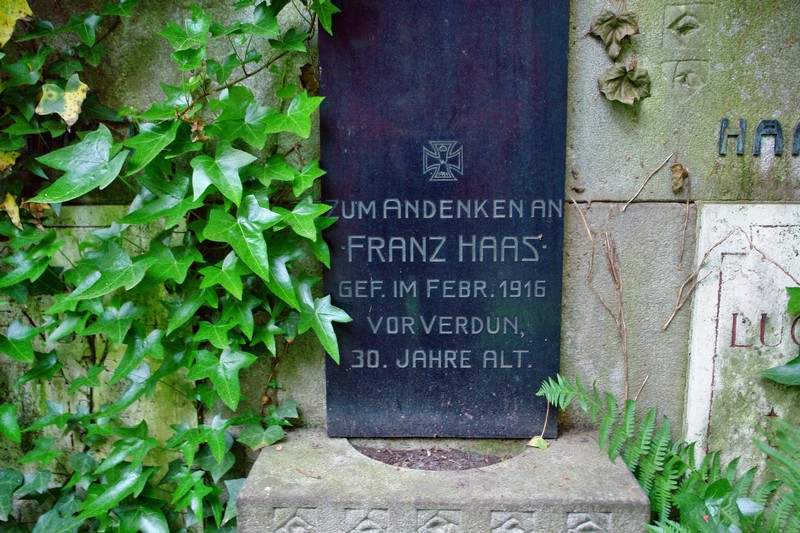 ZUM ANDENKEN AN
·FRANZ HAAS·
GEF. IM FEBR. 1916
VOR VERDUN,
30. JAHRE ALT.